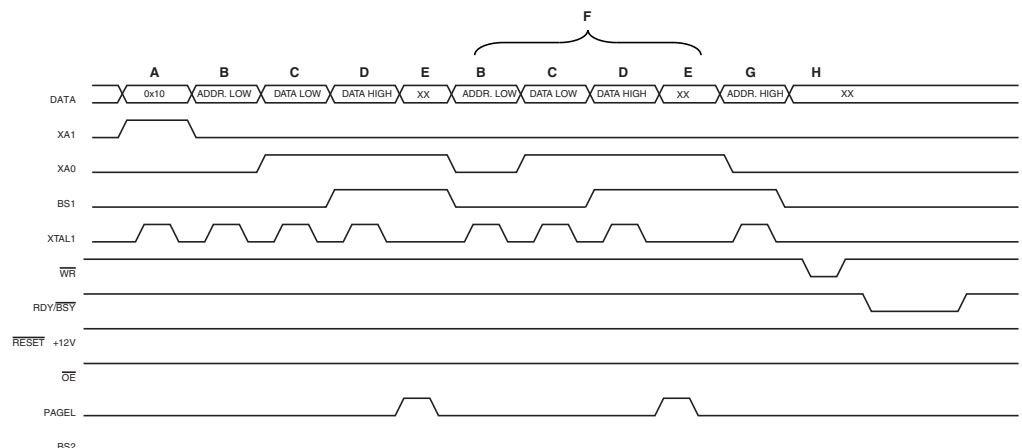 F
A B C D E B C D E G H
DATA 0x10 ADDR. LOW DATA LOW DATA HIGH XX ADDR. LOW DATA LOW DATA HIGH XX ADDR. HIGH XX
XA1
XA0
BS1
XTAL1
WR
RDY/BSY
RESET +12V
OE
PAGEL
BS2